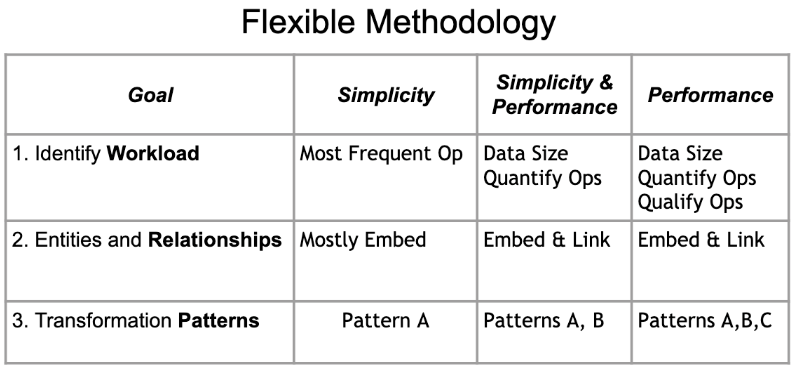 Flexible Methodology
Goal
Simplicity
Simplicity &
Performance
Performance
1. Identify Workload
Most Frequent Op
Data Size
Quantify Ops
Data Size
Quantify Ops
Qualify Ops
2. Entities and Relationships
Mostly Embed
Embed & Link
Embed & Link
3. Transformation Patterns
Pattern A
Patterns A, B
Patterns A,B,C